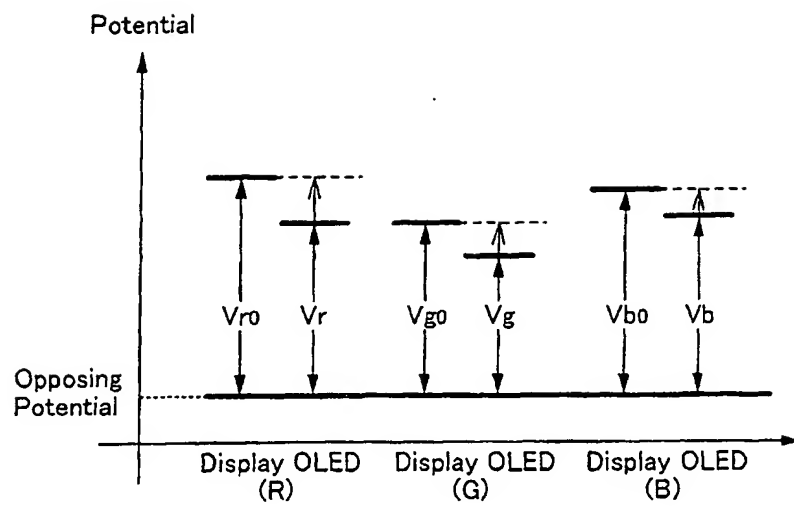 Potential
Vr0
Vr
Vg0
Vg
Vb0
Vb
Opposing
Potential
Display OLED
(R)
Display OLED
(G)
Display OLED
(B)